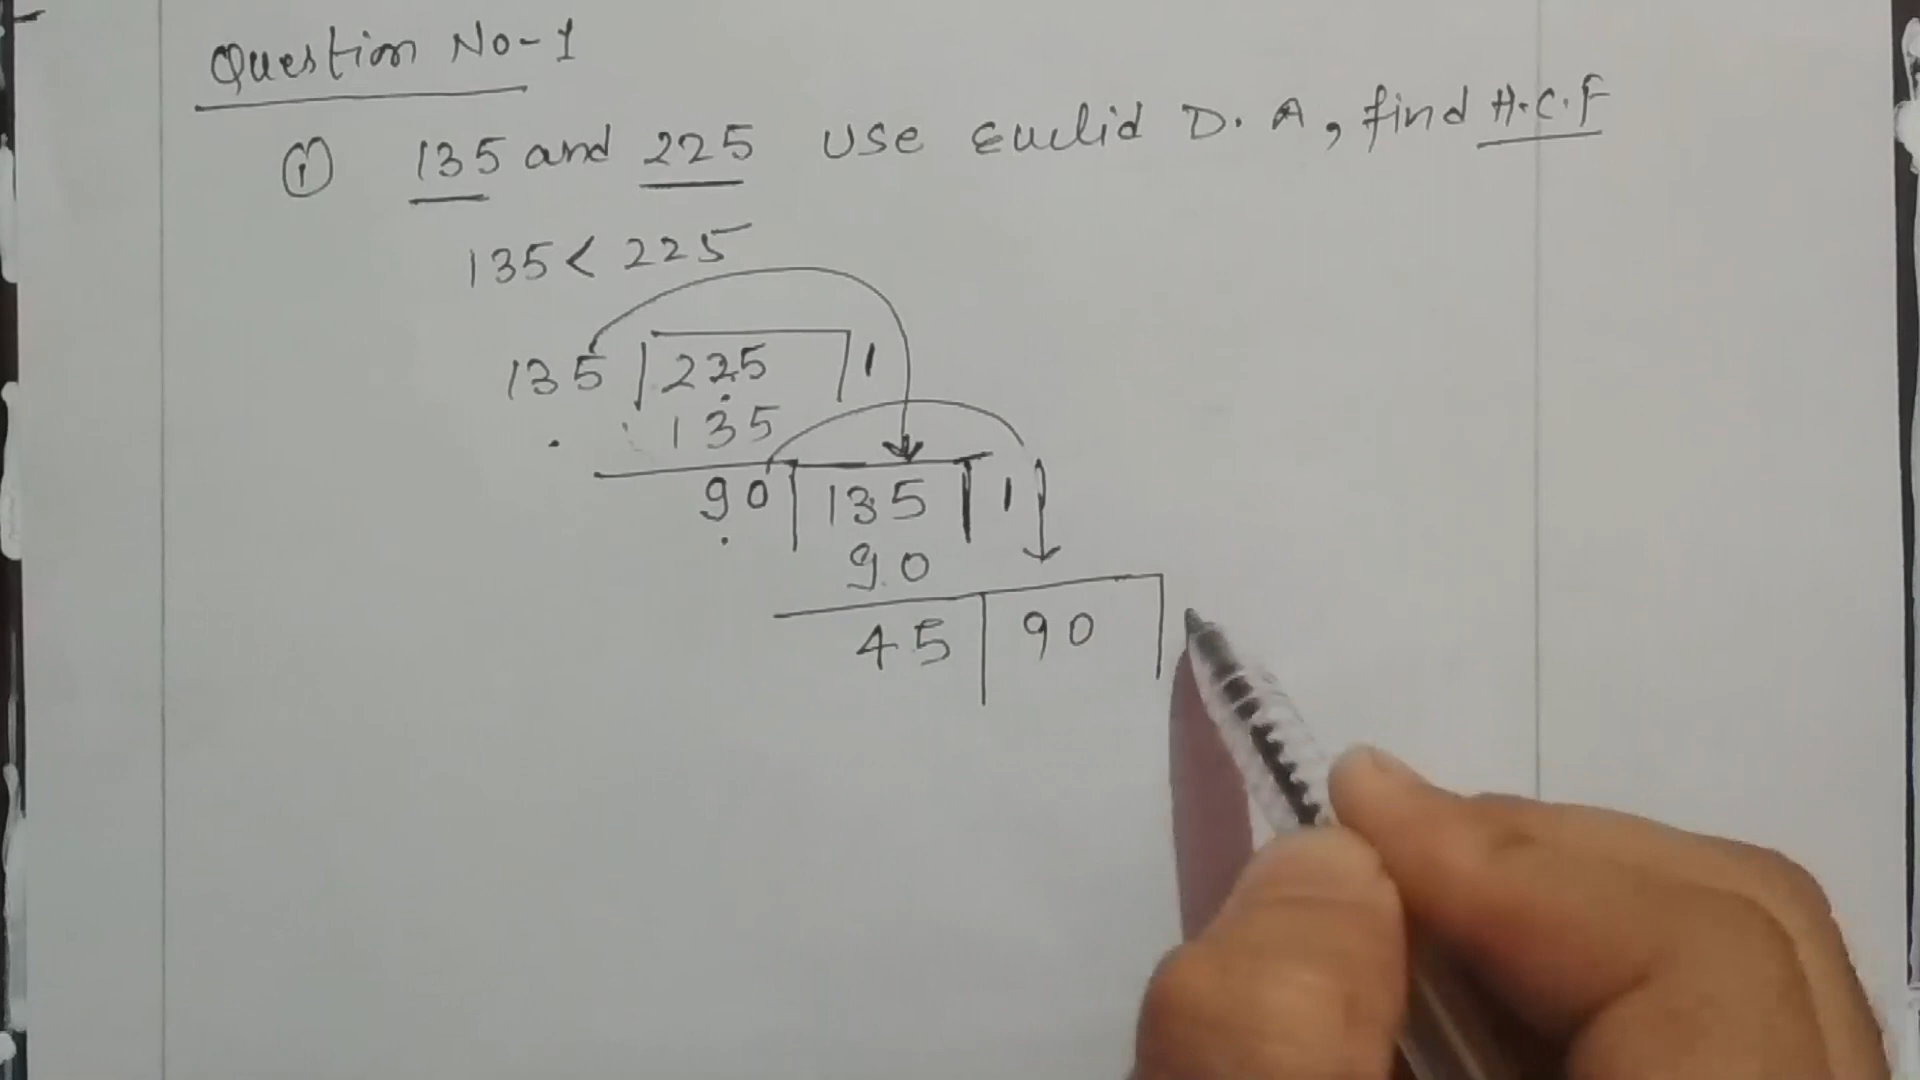 Question No-1
① 135 and 225 use Euclid D. A, find H.C.F
135 < 225
135 225 1
135
90 135 1
90
45 90